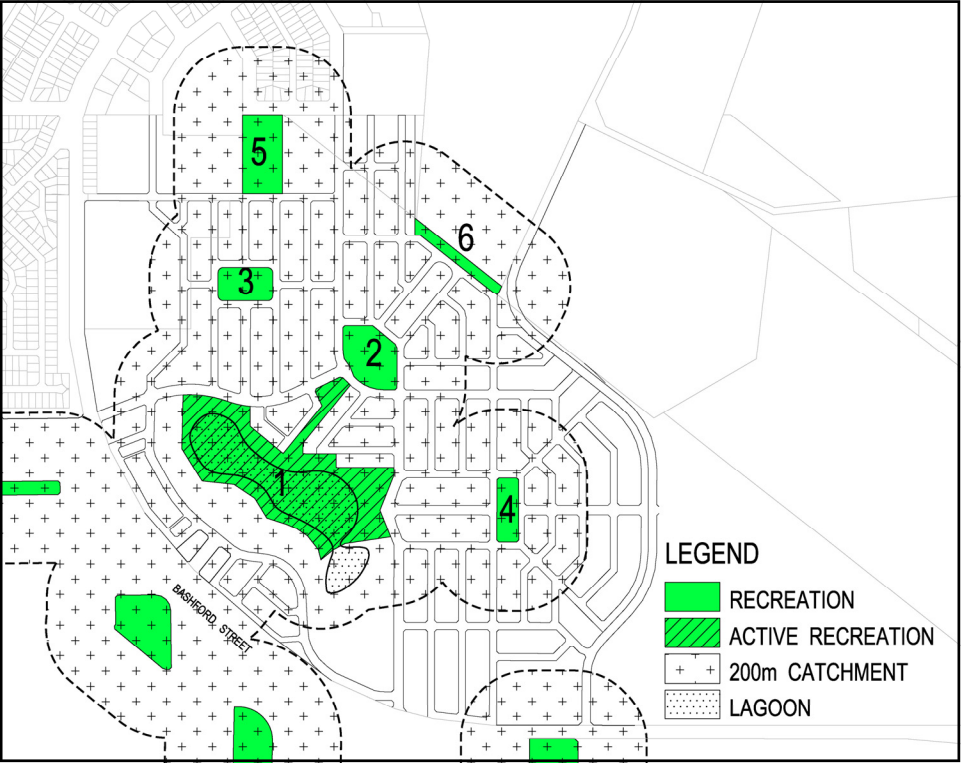 5
6
3
2
1
4
BASHFORD STREET
LEGEND
RECREATION
ACTIVE RECREATION
200m CATCHMENT
LAGOON